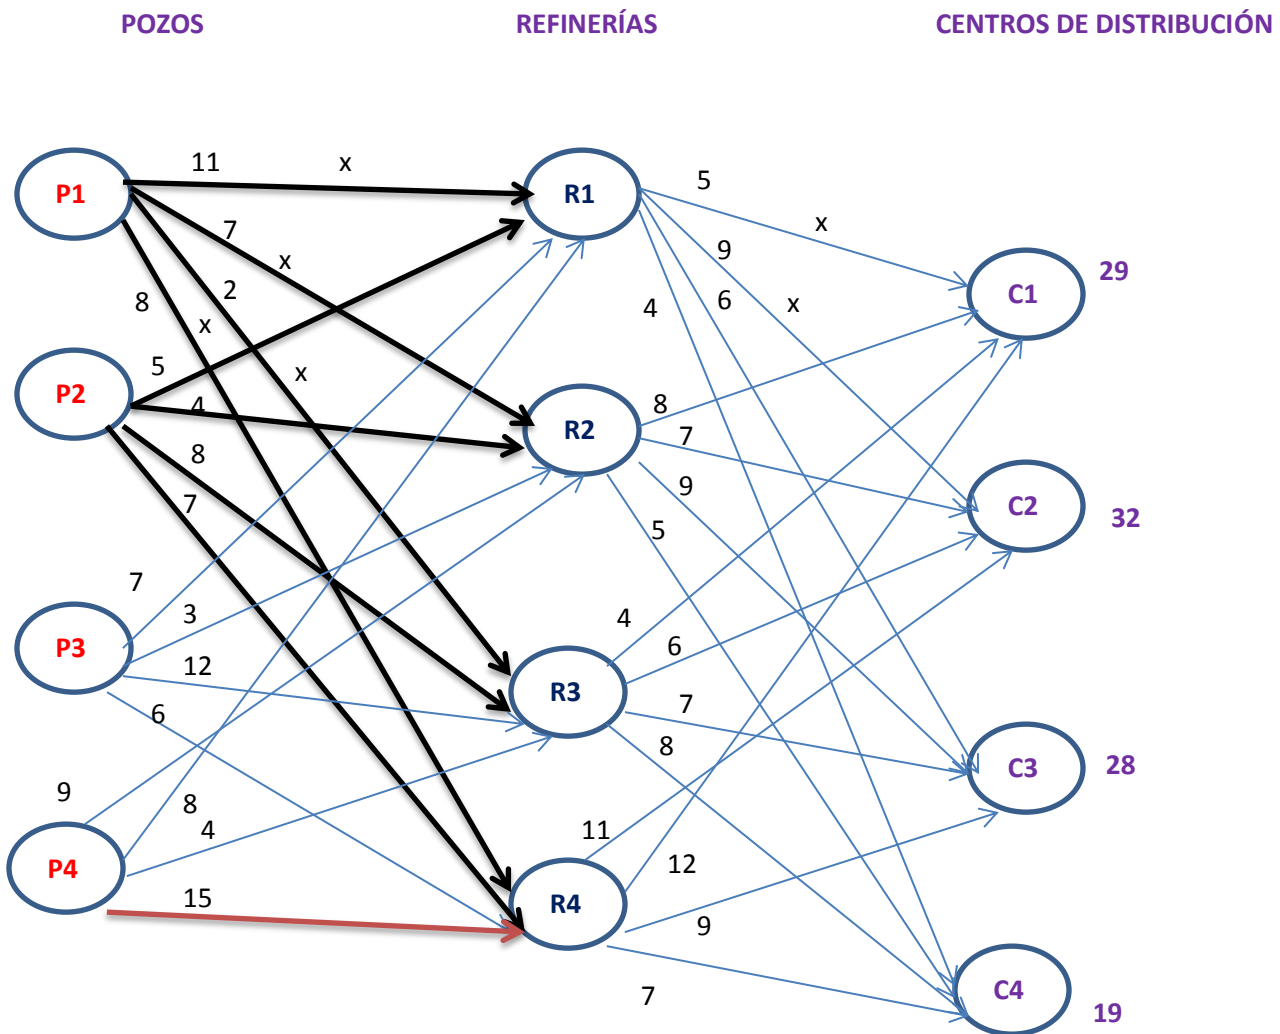 POZOS REFINERÍAS CENTROS DE DISTRIBUCIÓN
11 x
P1 R1 5
x
7 9
x
2 C1 29
8 6
4 x
x
5 x
P2
4 8
R2 7
8
9
7 C2 32
5
7
3 4
P3 6
12
R3 7
6
8
C3 28
9
8
4 11
P4 12
15 R4
9
7 C4
19